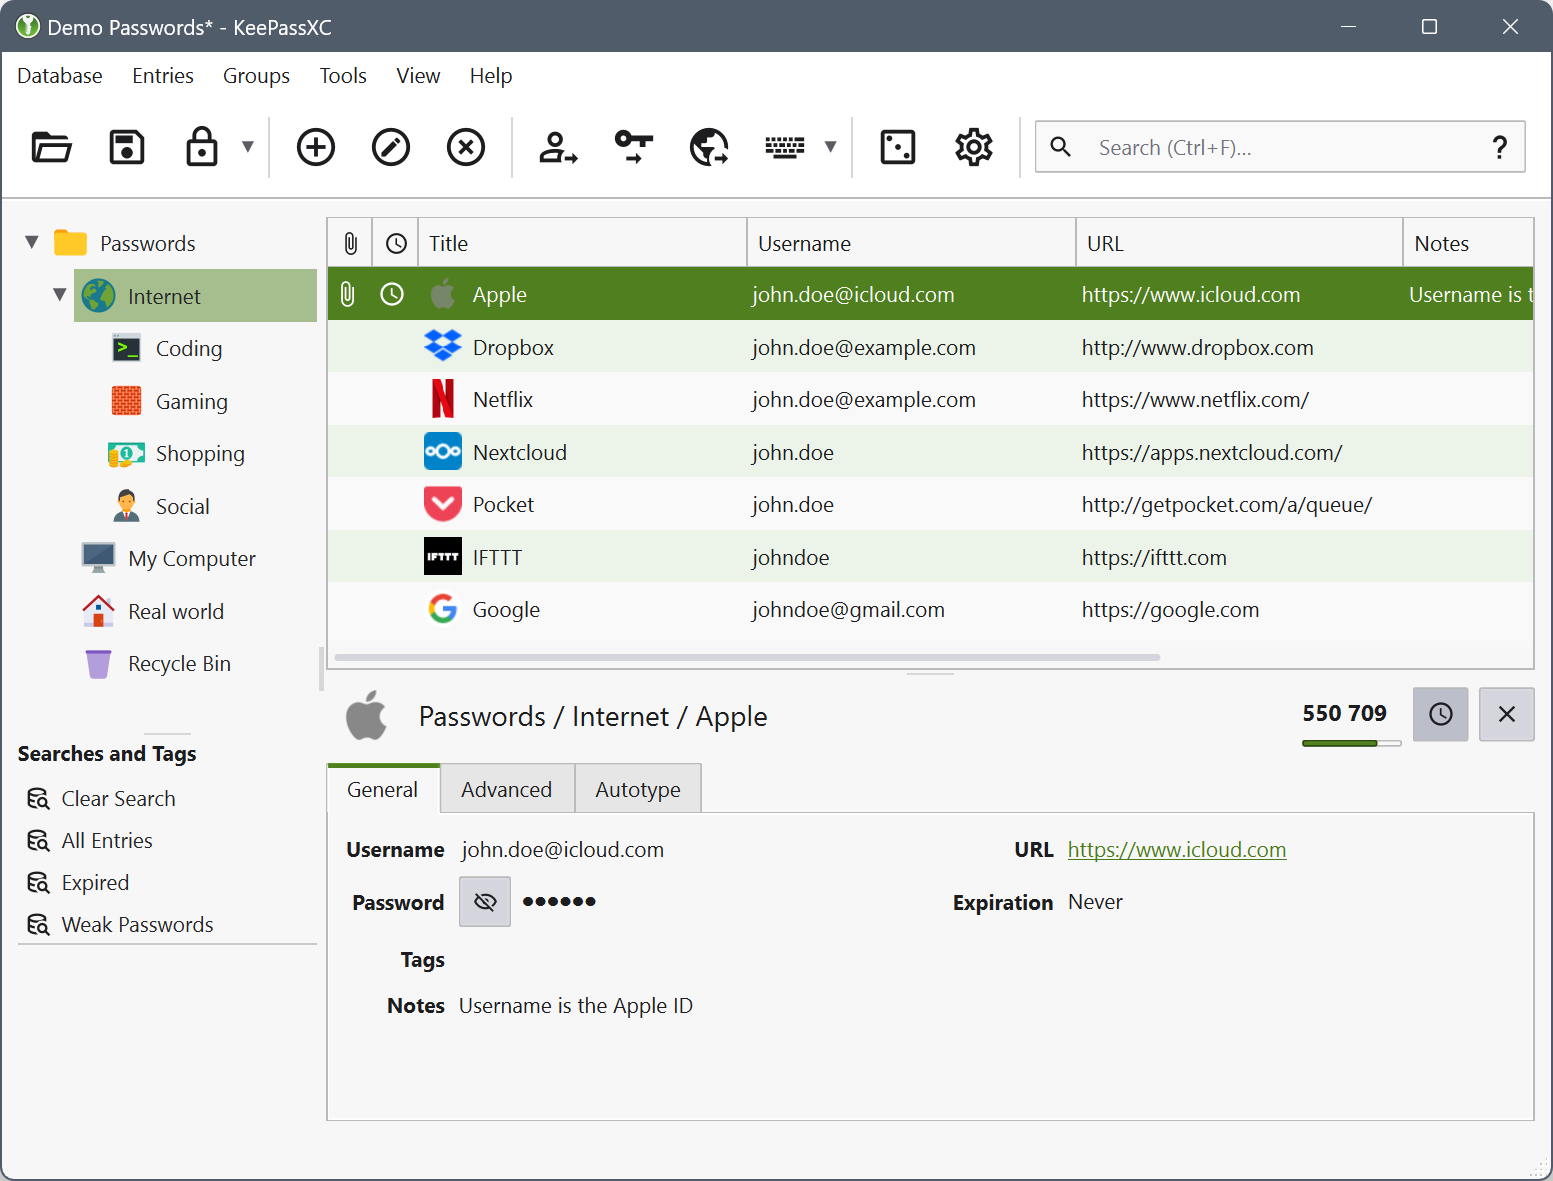 Demo Passwords* - KeePassXC
Database Entries Groups Tools View Help
Search (Ctrl+F)... ?
Passwords
Internet
Coding
Gaming
Shopping
Social
My Computer
Real world
Recycle Bin
Searches and Tags
Clear Search
All Entries
Expired
Weak Passwords
Title Username URL Notes
Apple john.doe@icloud.com https://www.icloud.com Username is t
Dropbox john.doe@example.com http://www.dropbox.com
Netflix john.doe@example.com https://www.netflix.com/
Nextcloud john.doe https://apps.nextcloud.com/
Pocket john.doe http://getpocket.com/a/queue/
IFTTT IFTTT johndoe https://ifttt.com
Google johndoe@gmail.com https://google.com
Passwords / Internet / Apple 550 709
General Advanced Autotype
Username john.doe@icloud.com URL https://www.icloud.com
Password ●●●●●● Expiration Never
Tags
Notes Username is the Apple ID